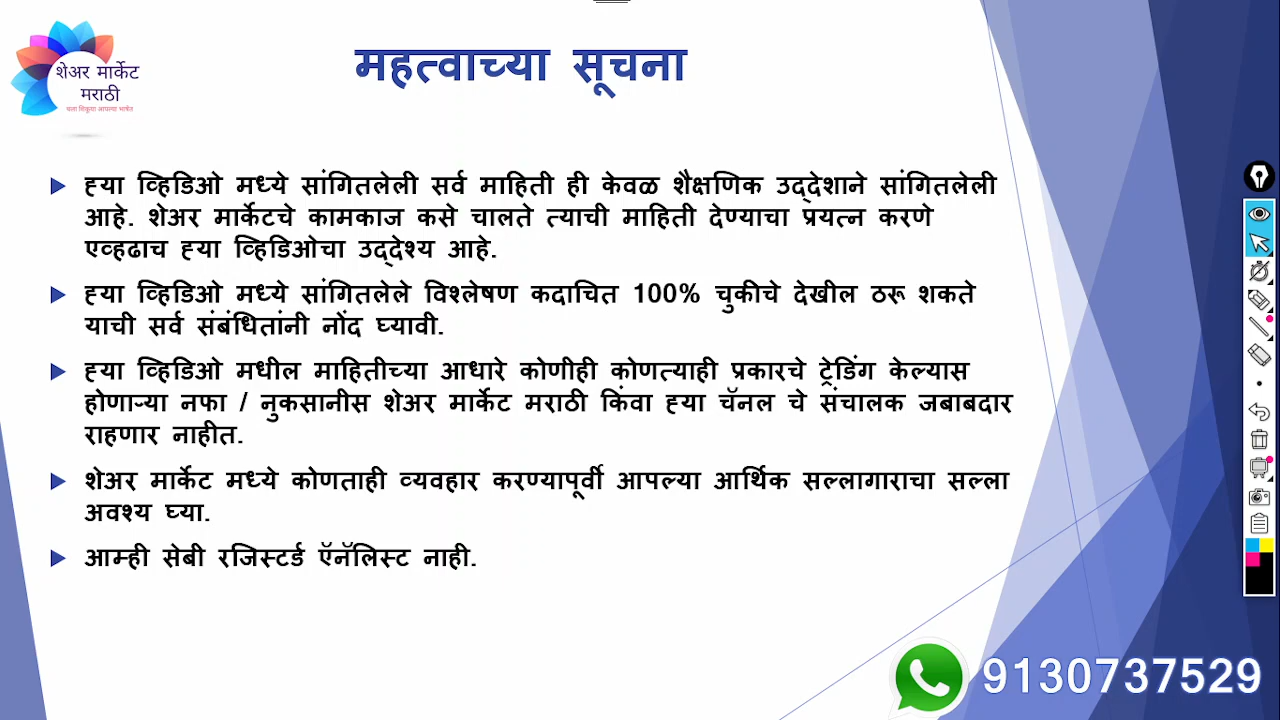 शेअर मार्केट
मराठी
चला शिकूया आपल्या भाषेत
महत्वाच्या सूचना
ह्या व्हिडिओ मध्ये सांगितलेली सर्व माहिती ही केवळ शैक्षणिक उद्देशाने सांगितलेली
आहे. शेअर मार्केटचे कामकाज कसे चालते त्याची माहिती देण्याचा प्रयत्न करणे
एव्हढाच ह्या व्हिडिओचा उद्देश्य आहे.
ह्या व्हिडिओ मध्ये सांगितलेले विश्लेषण कदाचित 100% चुकीचे देखील ठरू शकते
याची सर्व संबंधितांनी नोंद घ्यावी.
ह्या व्हिडिओ मधील माहितीच्या आधारे कोणीही कोणत्याही प्रकारचे ट्रेडिंग केल्यास
होणाऱ्या नफा / नुकसानीस शेअर मार्केट मराठी किंवा ह्या चॅनल चे संचालक जबाबदार
राहणार नाहीत.
शेअर मार्केट मध्ये कोणताही व्यवहार करण्यापूर्वी आपल्या आर्थिक सल्लागाराचा सल्ला
अवश्य घ्या.
आम्ही सेबी रजिस्टर्ड ऍनॅलिस्ट नाही.
9130737529